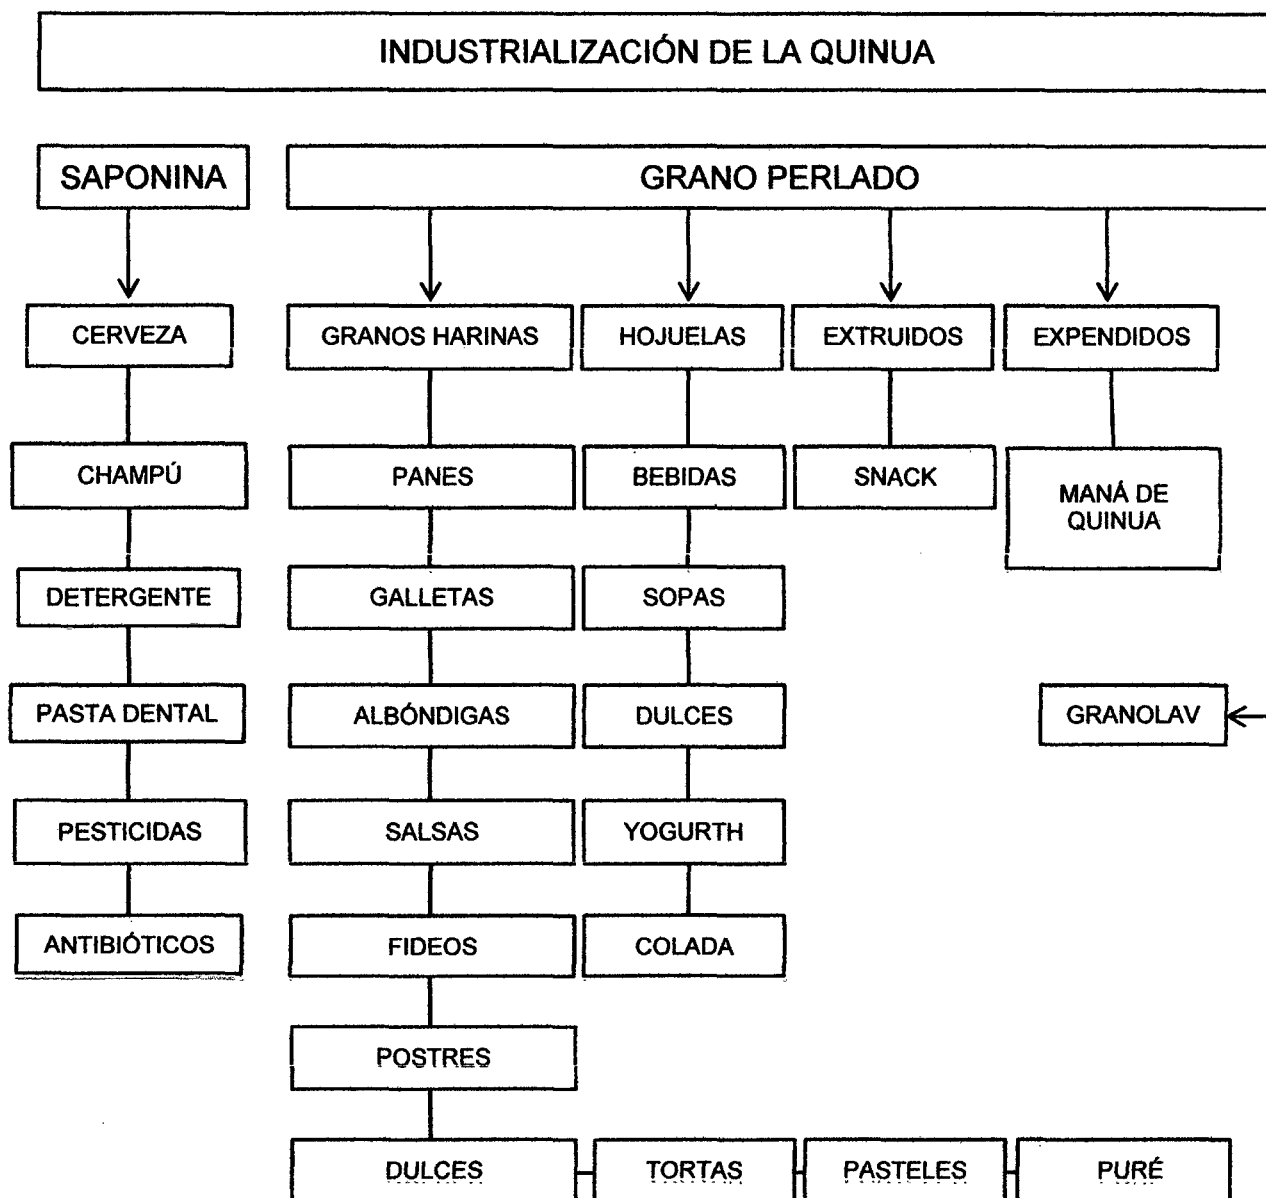 INDUSTRIALIZACIÓN DE LA QUINUA
SAPONINA
GRANO PERLADO
CERVEZA
GRANOS HARINAS
HOJUELAS
EXTRUIDOS
EXPENDIDOS
CHAMPÚ
PANES
BEBIDAS
SNACK
MANÁ DE
QUINUA
DETERGENTE
GALLETAS
SOPAS
PASTA DENTAL
ALBÓNDIGAS
DULCES
GRANOLAV
PESTICIDAS
SALSAS
YOGURTH
ANTIBIÓTICOS
FIDEOS
COLADA
POSTRES
DULCES
TORTAS
PASTELES
PURÉ